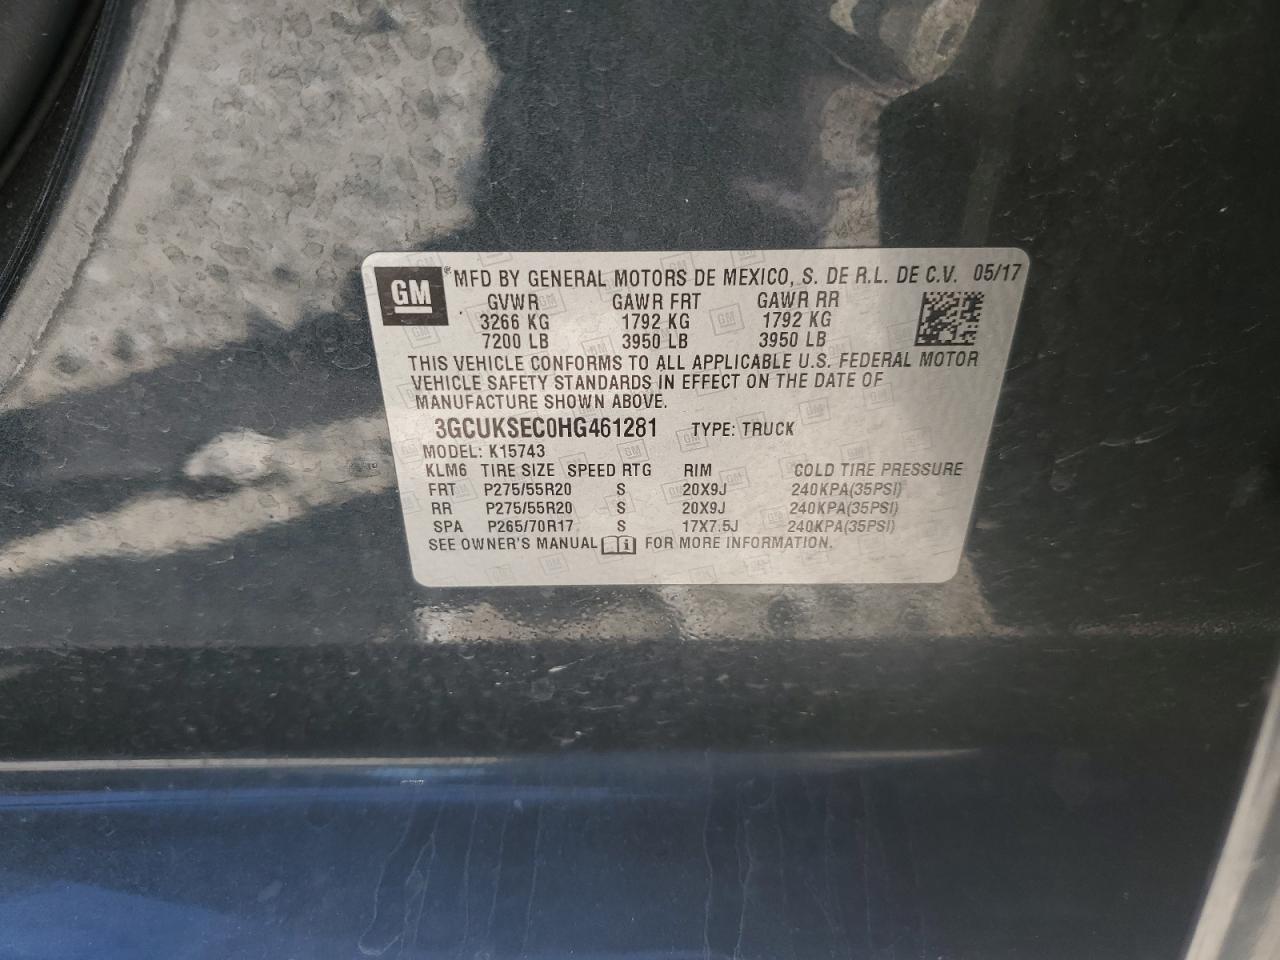 GM ® MFD BY GENERAL MOTORS DE MEXICO, S. DE R.L. DE C.V. 05/17
GVWR GAWR FRT GAWR RR
3266 KG 1792 KG 1792 KG
7200 LB 3950 LB 3950 LB
THIS VEHICLE CONFORMS TO ALL APPLICABLE U.S. FEDERAL MOTOR
VEHICLE SAFETY STANDARDS IN EFFECT ON THE DATE OF
MANUFACTURE SHOWN ABOVE.
3GCUKSEC0HG461281 TYPE: TRUCK
MODEL: K15743
KLM6 TIRE SIZE SPEED RTG RIM COLD TIRE PRESSURE
FRT P275/55R20 S 20X9J 240KPA(35PSI)
RR P275/55R20 S 20X9J 240KPA(35PSI)
SPA P265/70R17 S 17X7.5J 240KPA(35PSI)
SEE OWNER'S MANUAL FOR MORE INFORMATION.